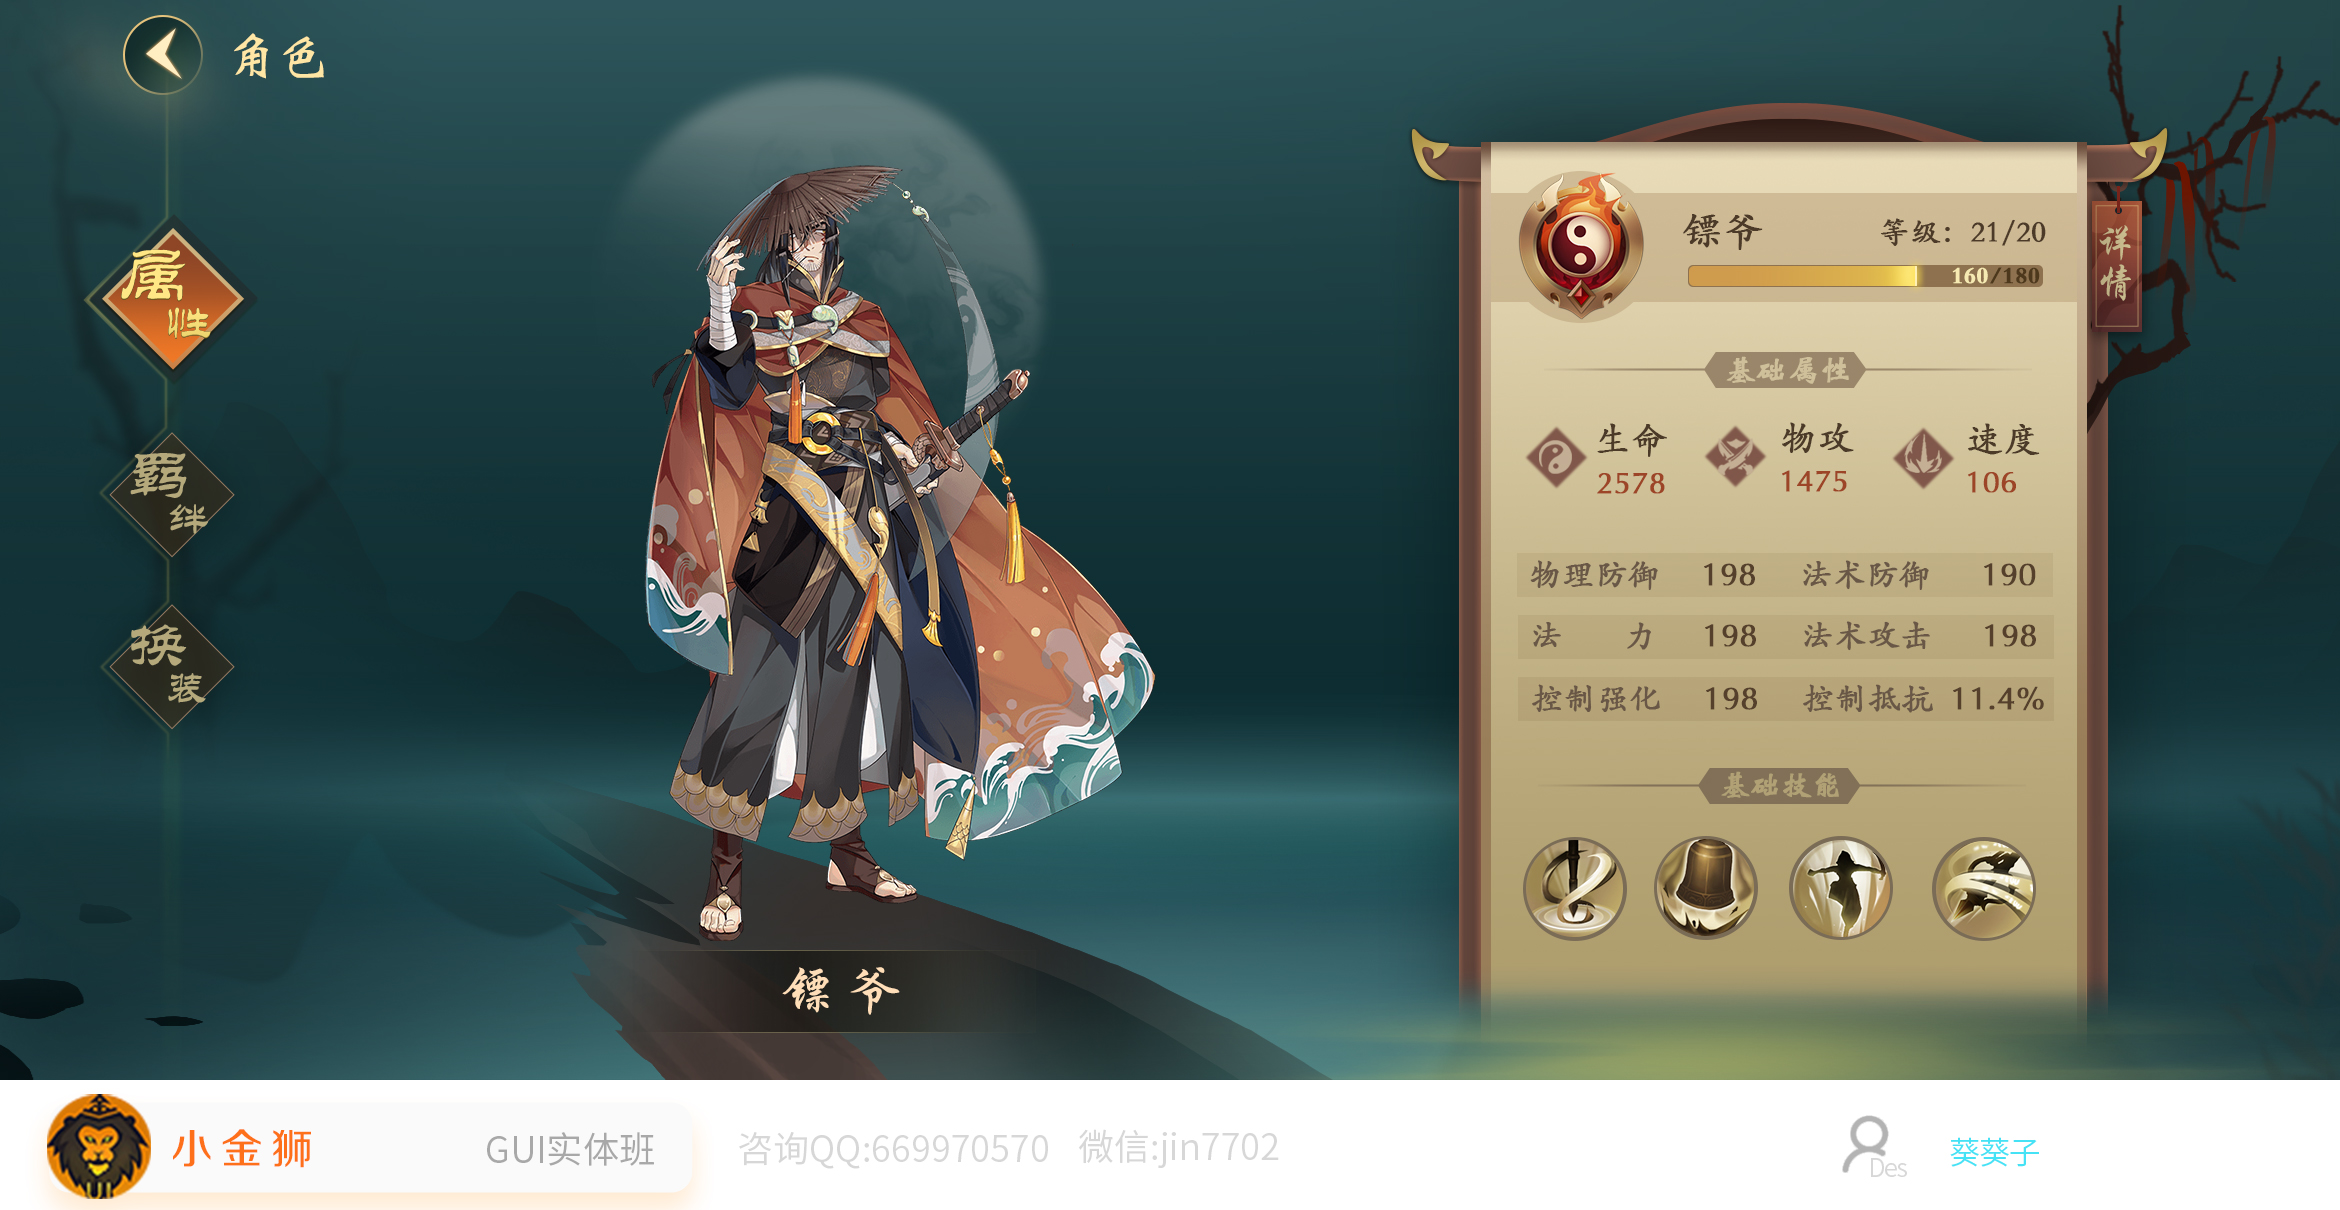 角色
属性
羁绊
换装
镖爷
镖爷 等级：21/20
160/180
详情
基础属性
生命 物攻 速度
2578 1475 106
物理防御 198 法术防御 190
法力 198 法术攻击 198
控制强化 198 控制抵抗 11.4%
基础技能
小金狮 GUI实体班 咨询QQ:669970570 微信:jin7702
UI
Des 葵葵子